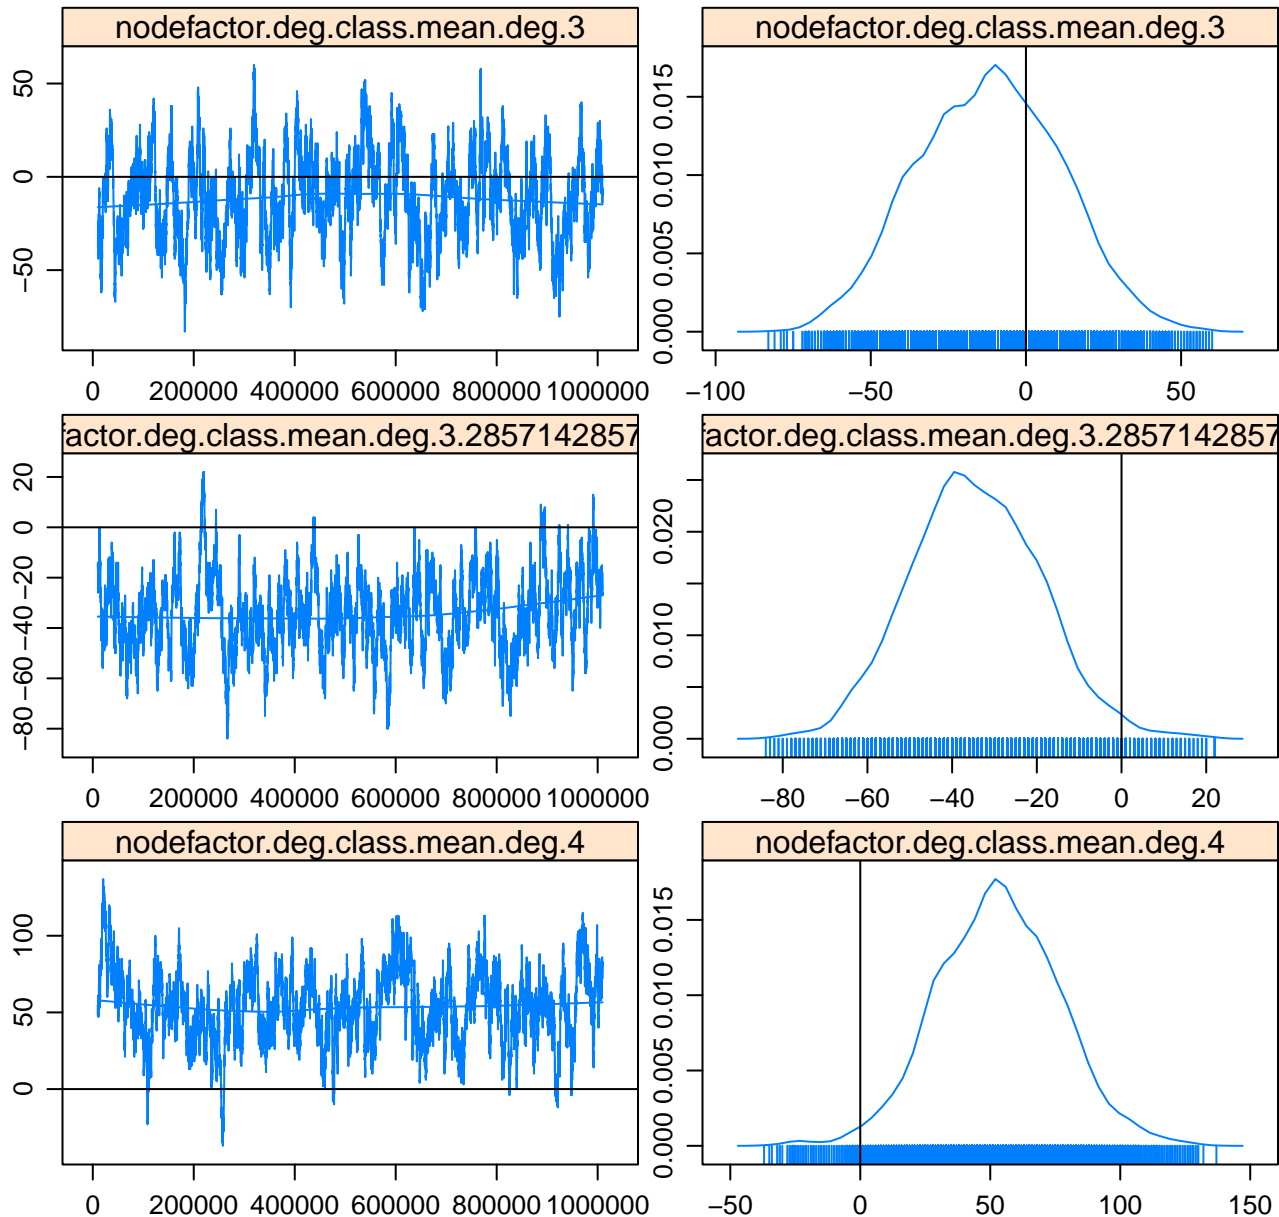 nodefactor.deg.class.mean.deg.3
50
0
−50
0 200000 400000 600000 800000 1000000
nodefactor.deg.class.mean.deg.3
0.015
0.010
0.005
0.000
−100 −50 0 50
factor.deg.class.mean.deg.3.2857142857
20
0
−20
−40
−60
−80
0 200000 400000 600000 800000 1000000
factor.deg.class.mean.deg.3.2857142857
0.020
0.010
0.000
−80 −60 −40 −20 0 20
nodefactor.deg.class.mean.deg.4
100
50
0
0 200000 400000 600000 800000 1000000
nodefactor.deg.class.mean.deg.4
0.015
0.010
0.005
0.000
−50 0 50 100 150